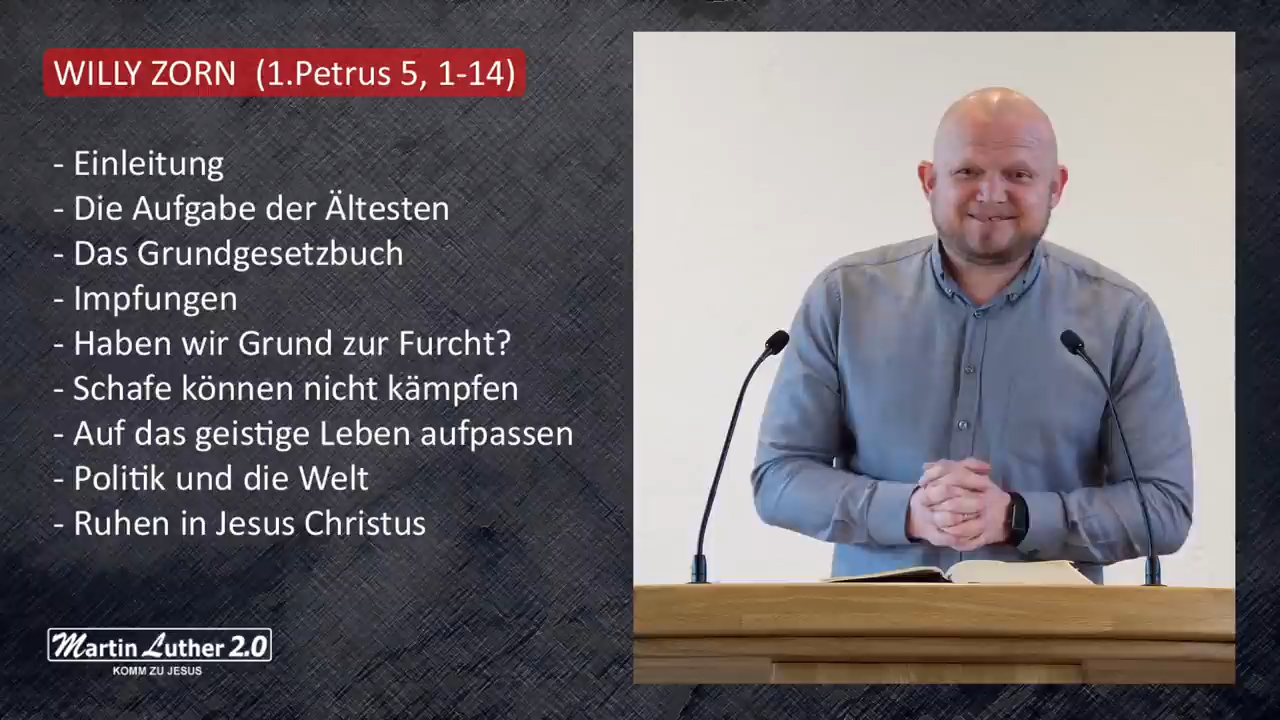 WILLY ZORN (1.Petrus 5, 1-14)
- Einleitung
- Die Aufgabe der Ältesten
- Das Grundgesetzbuch
- Impfungen
- Haben wir Grund zur Furcht?
- Schafe können nicht kämpfen
- Auf das geistige Leben aufpassen
- Politik und die Welt
- Ruhen in Jesus Christus
Martin Luther 2.0
KOMM ZU JESUS